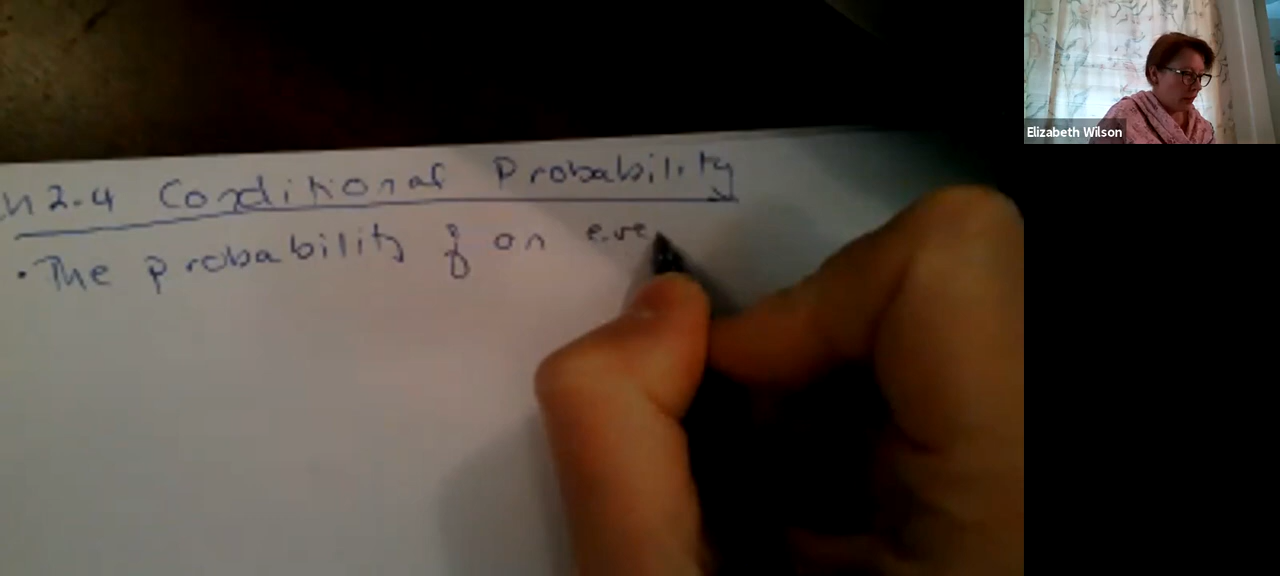 h 2.4 Conditional Probability
• The probability of an eve
Elizabeth Wilson